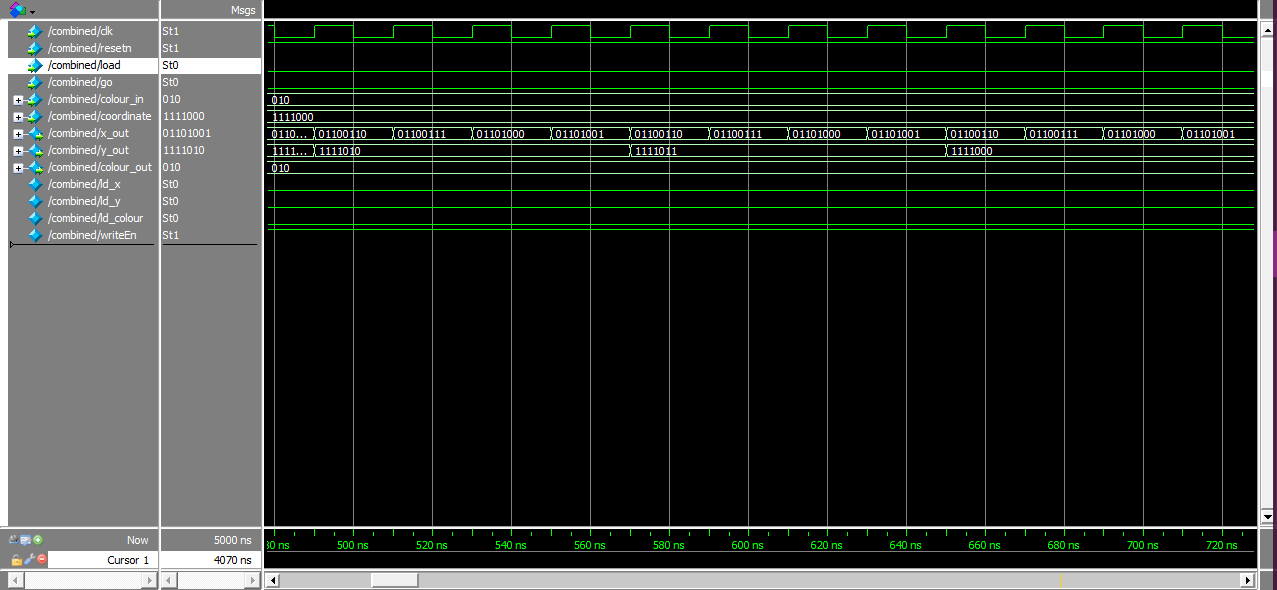 Msgs
/combined/clk St1
/combined/resetn St1
/combined/load St0
/combined/go St0
/combined/colour_in 010 010
/combined/coordinate 1111000 1111000
/combined/x_out 01101001 0110... 01100110 01100111 01101000 01101001 01100110 01100111 01101000 01101001 01100110 01100111 01101000 01101001
/combined/y_out 1111010 1111... 1111010 1111011 1111000
/combined/colour_out 010 010
/combined/ld_x St0
/combined/ld_y St0
/combined/ld_colour St0
/combined/writeEn St1
Now 5000 ns 80 ns 500 ns 520 ns 540 ns 560 ns 580 ns 600 ns 620 ns 640 ns 660 ns 680 ns 700 ns 720 ns
Cursor 1 4070 ns